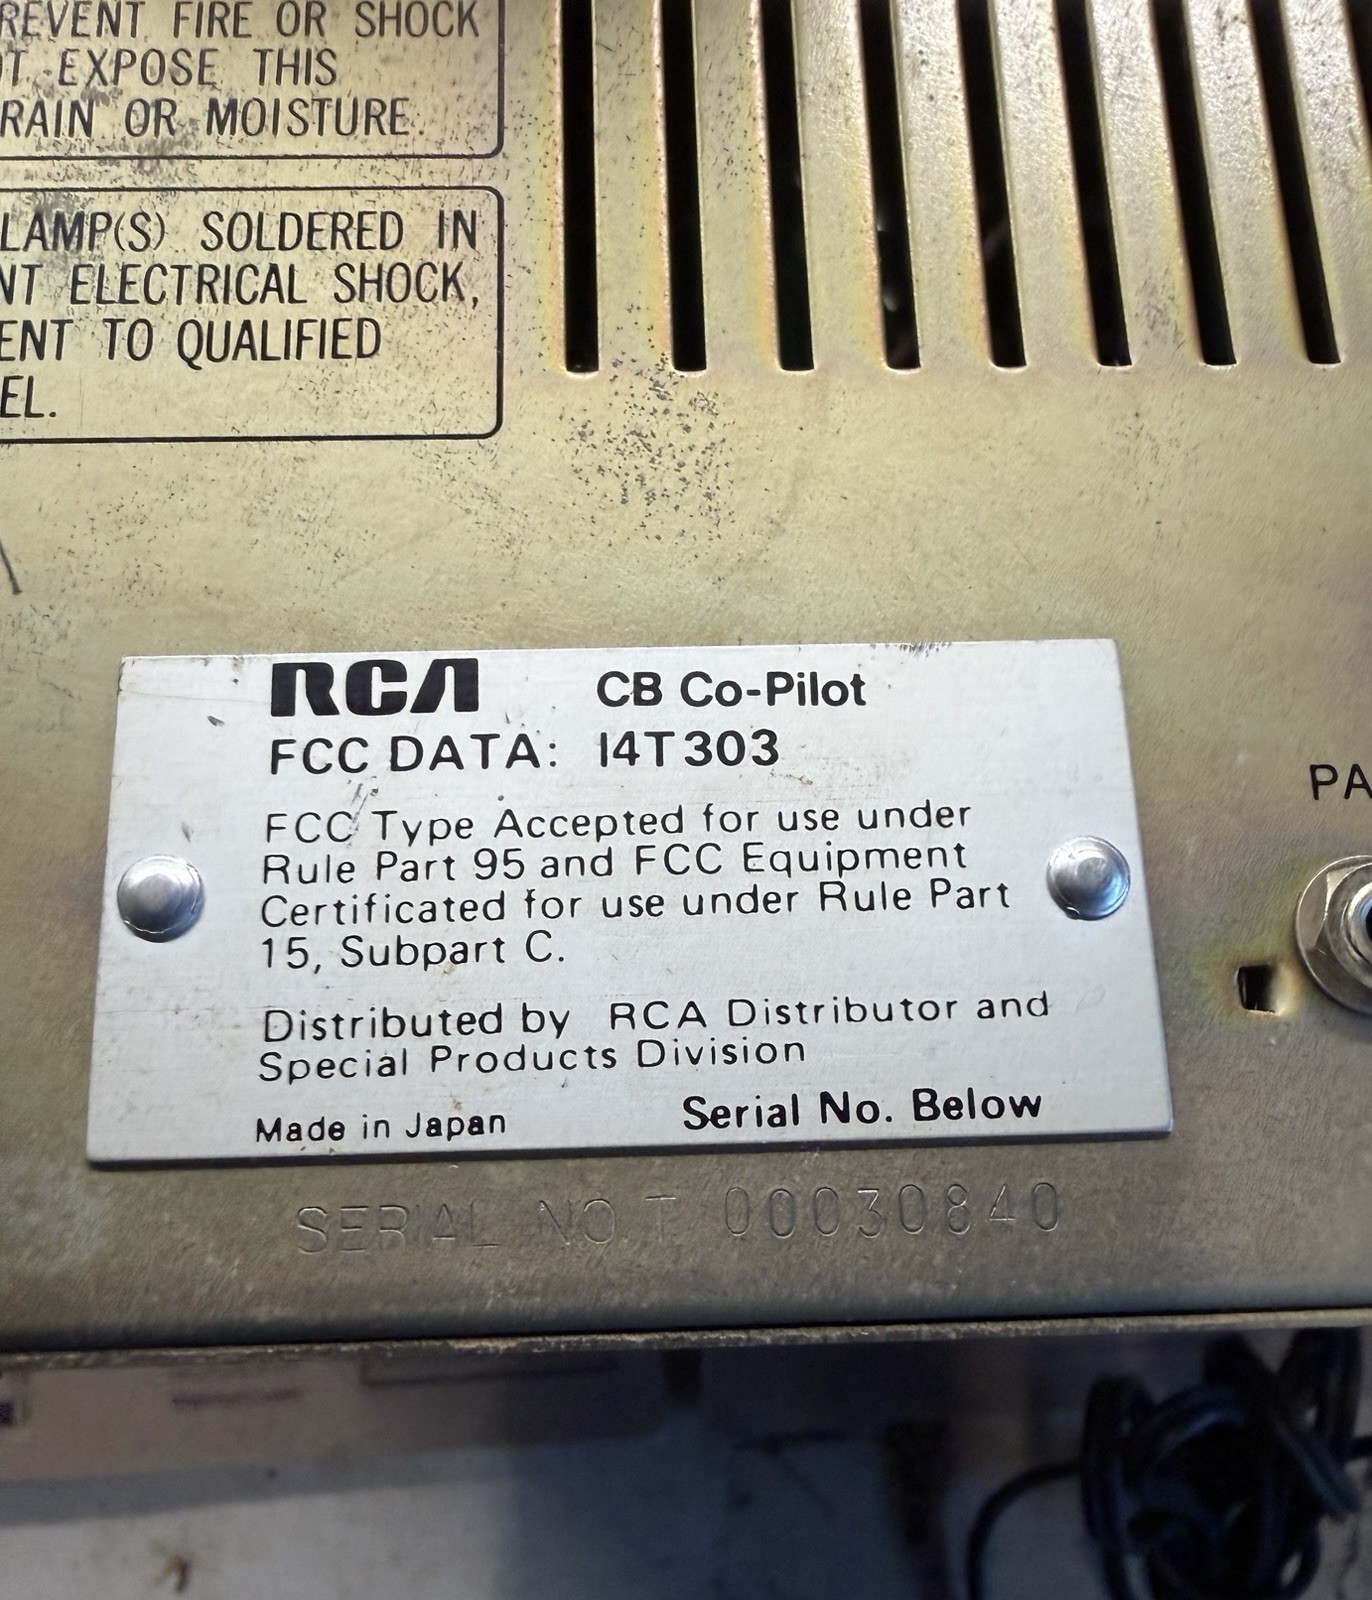 REVENT FIRE OR SHOCK
OT EXPOSE THIS
RAIN OR MOISTURE.
LAMP(S) SOLDERED IN
NT ELECTRICAL SHOCK,
ENT TO QUALIFIED
EL.
RCA CB Co-Pilot
FCC DATA: 14T303
FCC Type Accepted for use under
Rule Part 95 and FCC Equipment
Certificated for use under Rule Part
15, Subpart C.
Distributed by RCA Distributor and
Special Products Division
Made in Japan Serial No. Below
SERIAL NO. T 00030840
PA